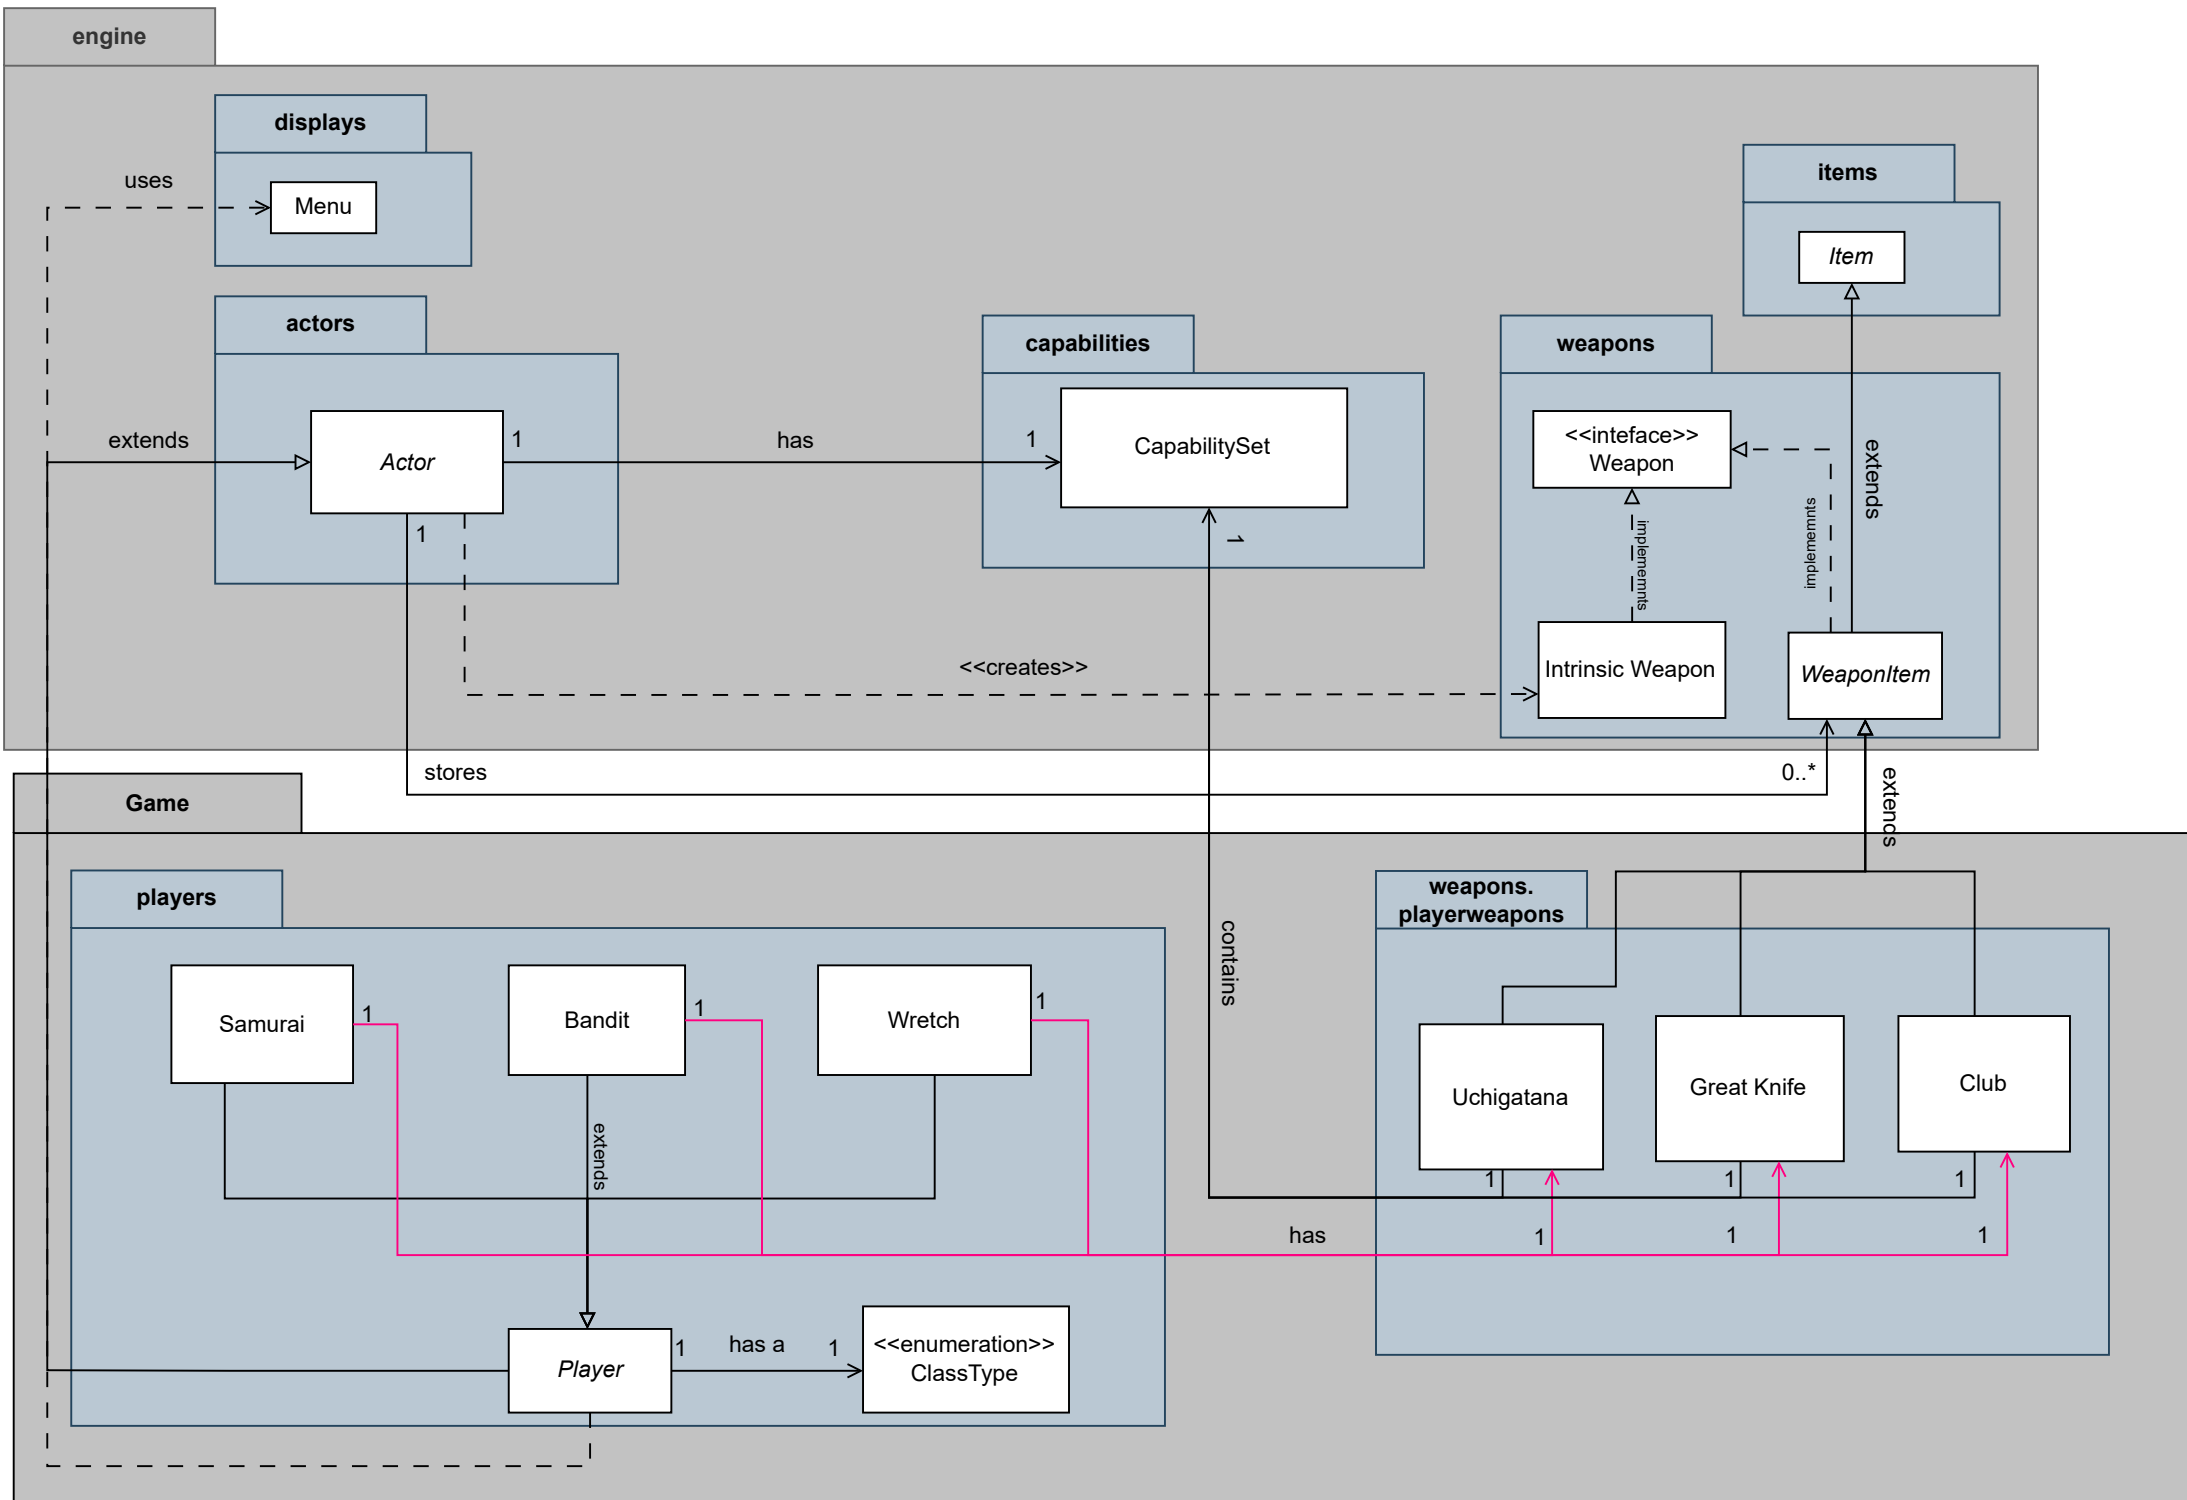 engine
displays
uses
Menu
items
Item
actors
capabilities
weapons
extends
Actor
1
has
1
CapabilitySet
<<inteface>>
Weapon
extends
1
1
implememnts
implememnts
<<creates>>
Intrinsic Weapon
WeaponItem
stores
0..*
extends
Game
players
weapons.
playerweapons
contains
Samurai
1
Bandit
1
Wretch
1
Uchigatana
Great Knife
Club
extends
1
1
1
has
1
1
1
Player
1
has a
1
<<enumeration>>
ClassType